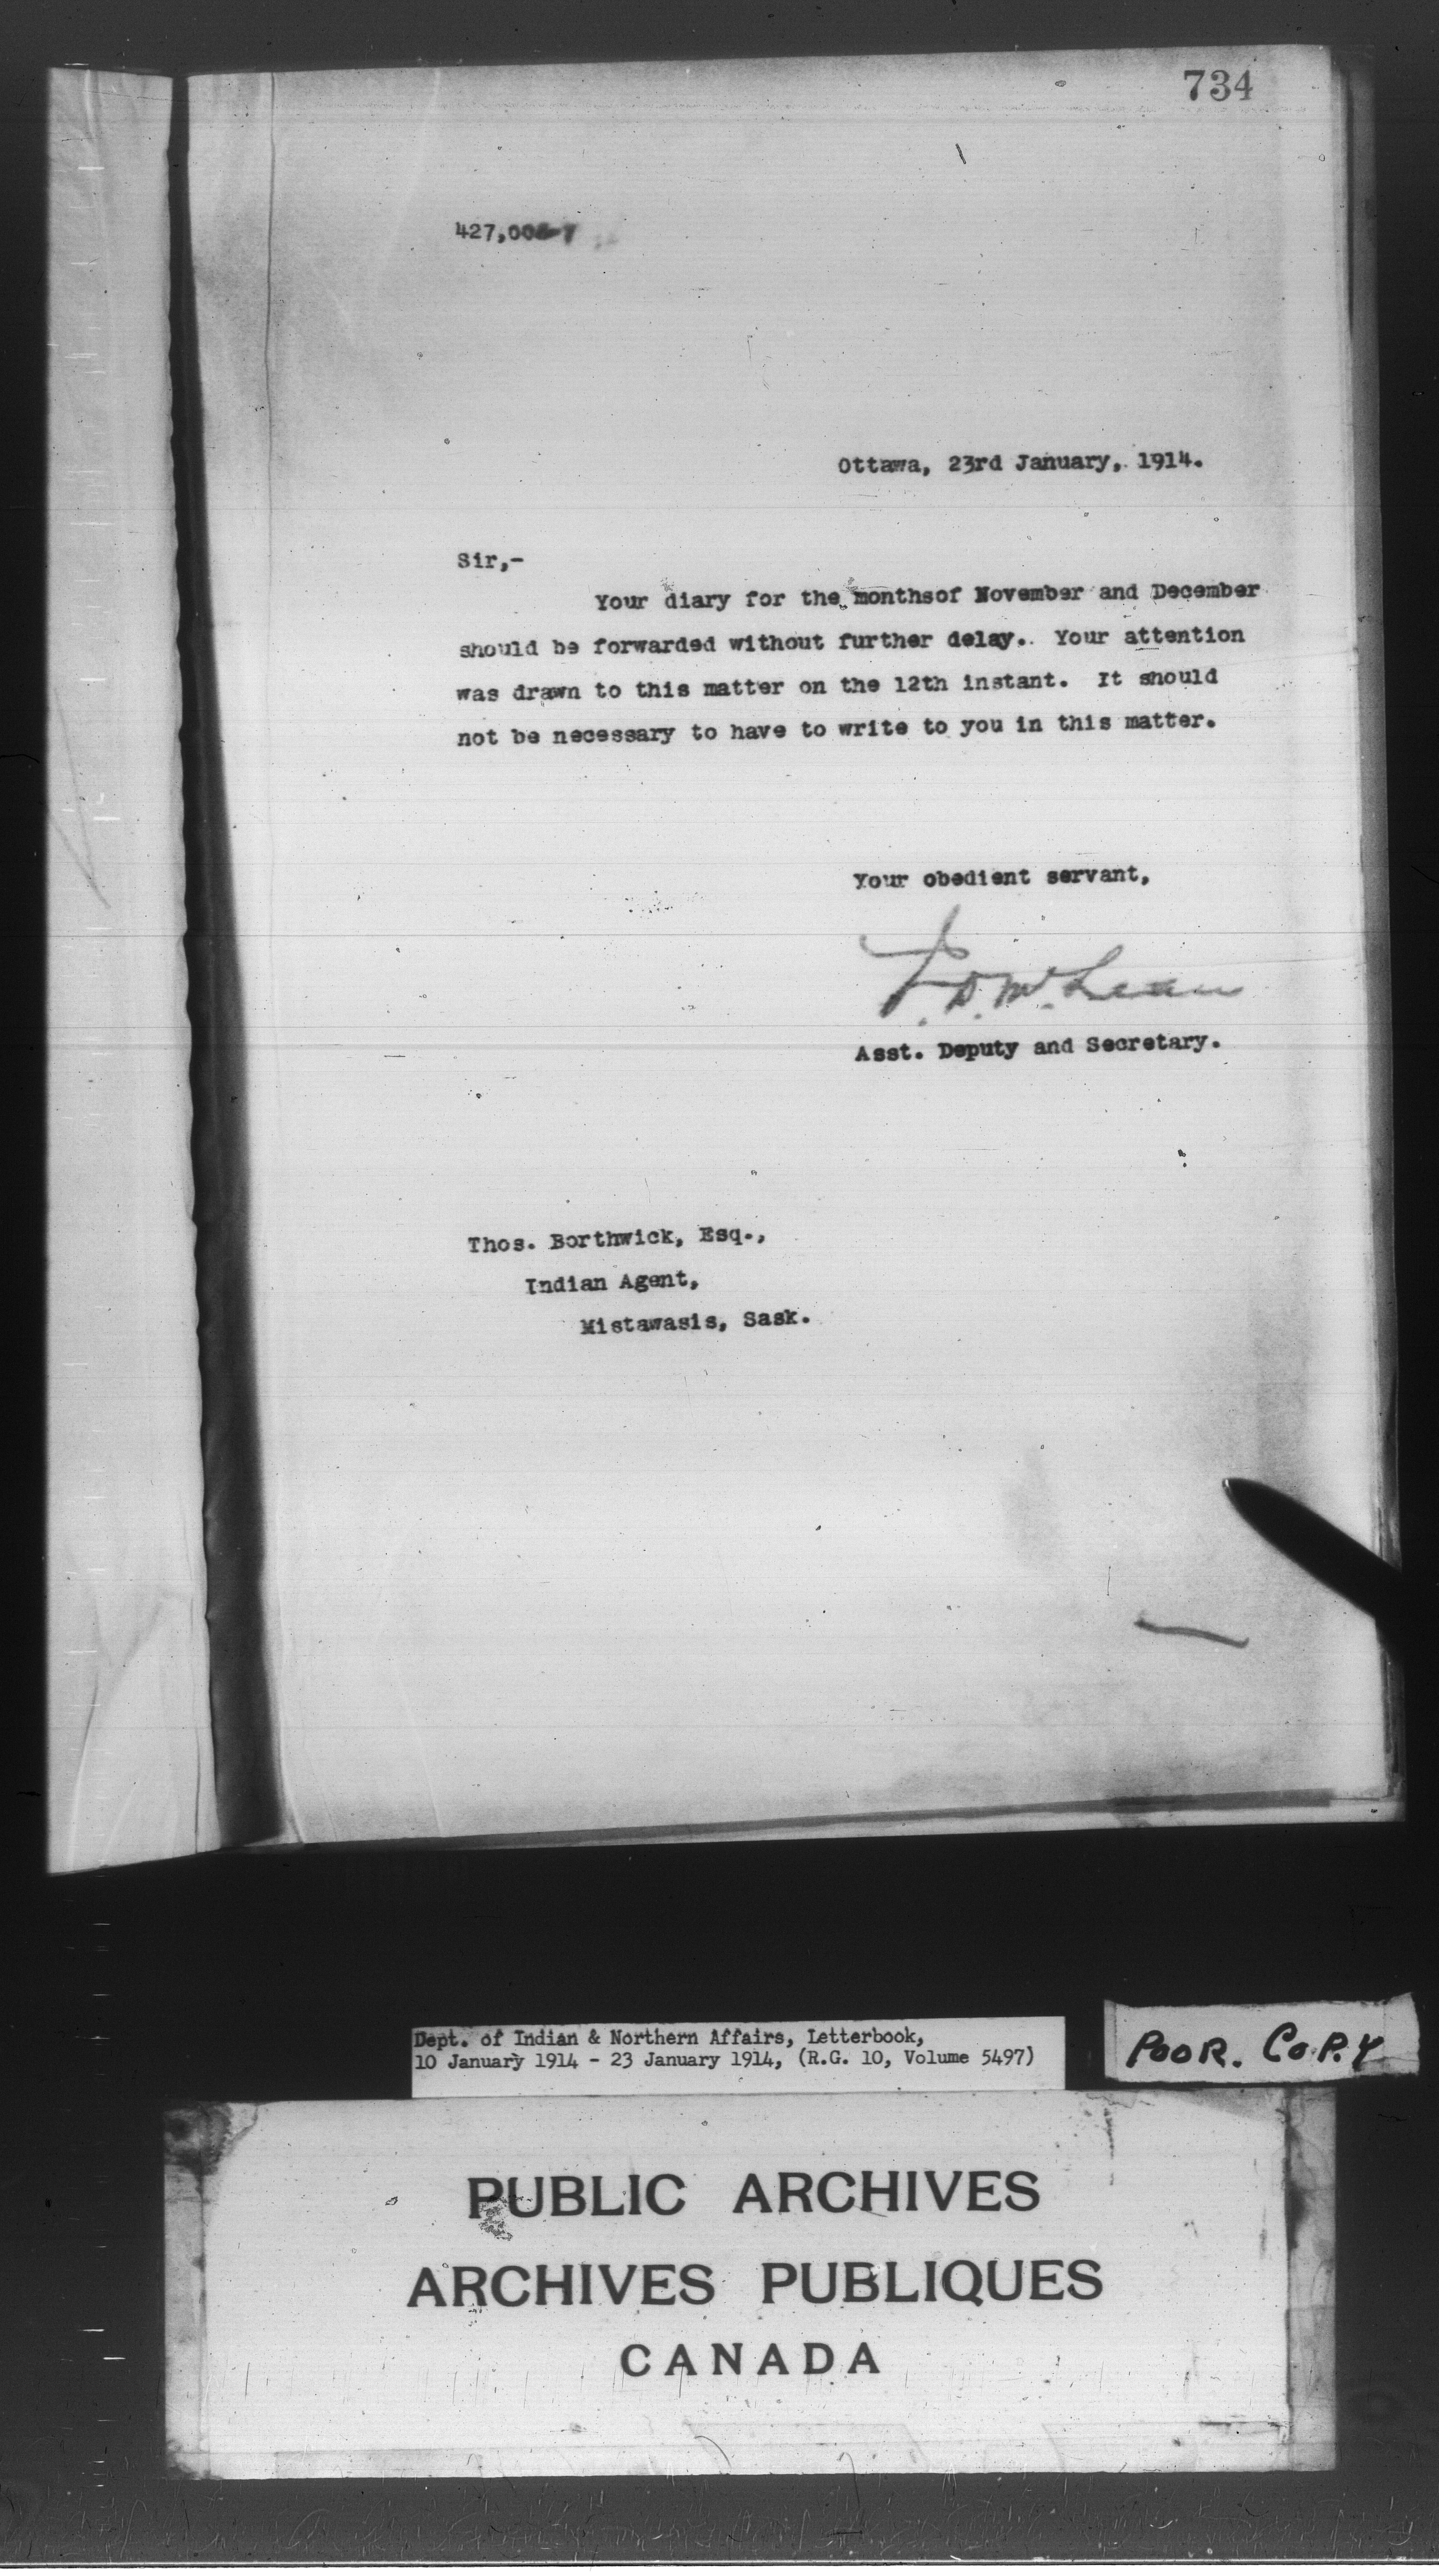 734
Ottawa, 23rd January, 1914.
Sir,-
Your diary for the monthsof November and December
should be forwarded without further delay. Your attention
was drawn to this matter on the 12th instant. It should
not be necessary to have to write to you in this matter.
Your obedient servant,
J. D. McLean
Asst. Deputy and Secretary.
Thos. Borthwick, Esq.,
Indian Agent,
Mistawasis, Sask.
Dept. of Indian & Northern Affairs, Letterbook,
10 January 1914 - 23 January 1914, (R.G. 10, Volume 5497)
POOR. COPY
PUBLIC ARCHIVES
ARCHIVES PUBLIQUES
CANADA